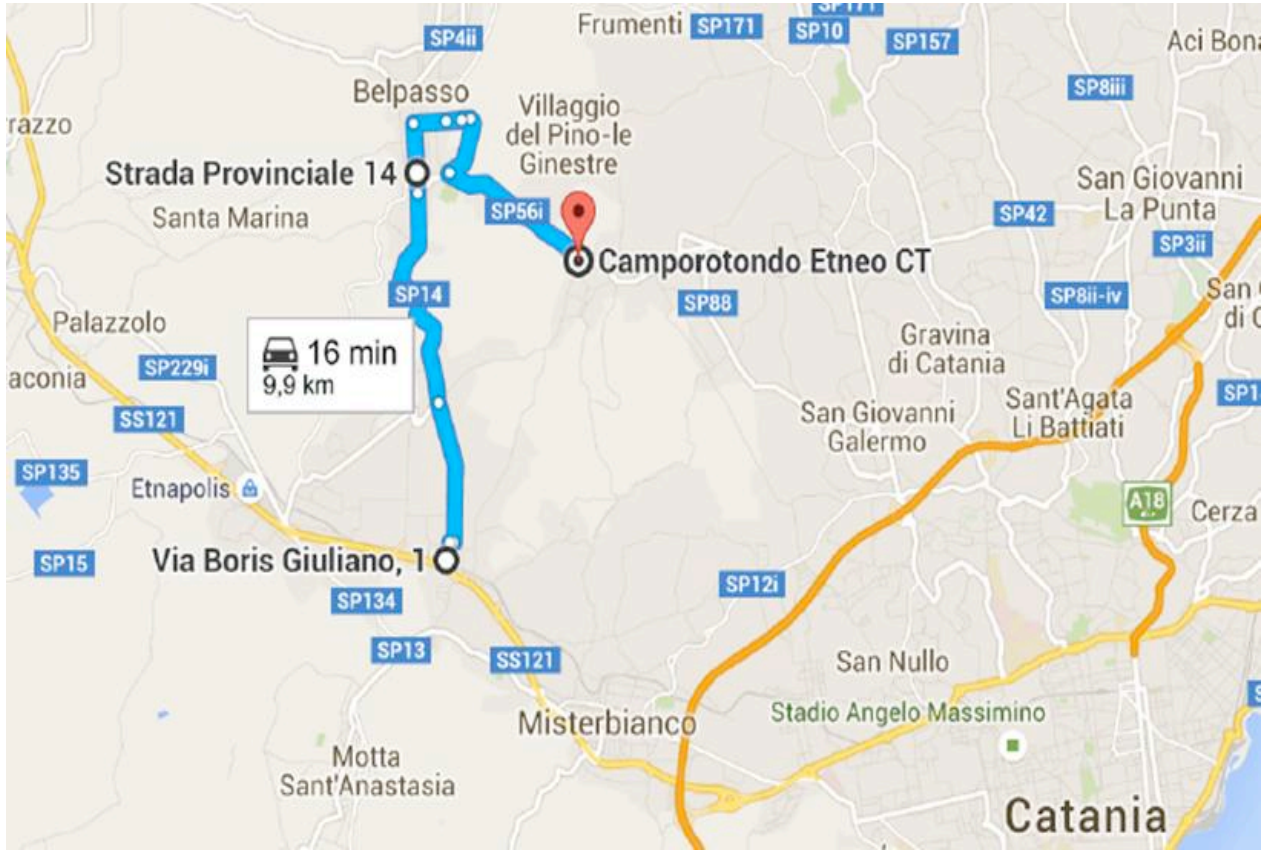 SP171
Frumenti
SP171
SP10
SP157
Aci Bona
SP4ii
SP8iii
Belpasso
Villaggio
del Pino-le
Ginestre
razzo
Strada Provinciale 14
San Giovanni
La Punta
Santa Marina
SP56i
SP42
SP3ii
Camporotondo Etneo CT
SP14
SP88
SP8ii-iv
San G
di C
Palazzolo
16 min
9,9 km
Gravina
di Catania
aconia
SP229i
SS121
San Giovanni
Galermo
Sant'Agata
Li Battiati
SP1
SP135
Etnapolis
A18
Cerza
SP15
Via Boris Giuliano, 1
SP134
SP12i
SP13
SS121
San Nullo
Misterbianco
Stadio Angelo Massimino
Motta
Sant'Anastasia
Catania